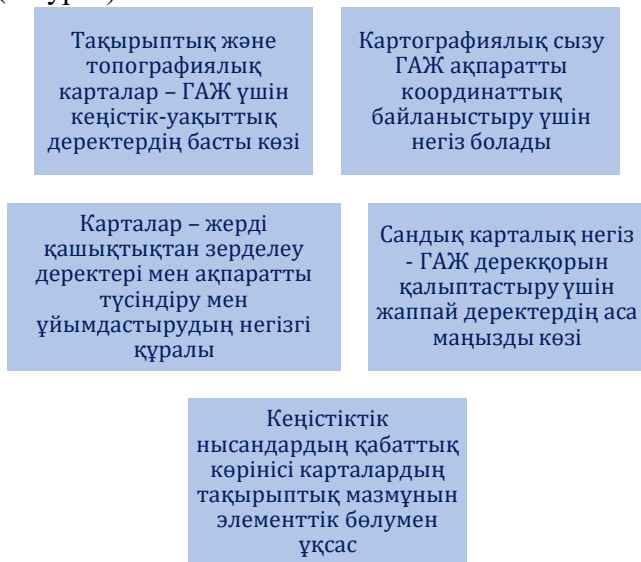 Тақырыптық және
топографиялық
карталар – ГАЖ үшін
кеңістік-уақыттық
деректердің басты көзі
Картографиялық сызу
ГАЖ ақпаратты
координаттық
байланыстыру үшін
негіз болады
Карталар – жерді
қашықтықтан зерделеу
деректері мен ақпаратты
түсіндіру мен
ұйымдастырудың негізгі
құралы
Сандық карталық негіз
- ГАЖ дерекқорын
қалыптастыру үшін
жаппай деректердің аса
маңызды көзі
Кеңістіктік
нысандардың қабаттық
көрінісі карталардың
тақырыптық мазмұнын
элементтік бөлумен
ұқсас